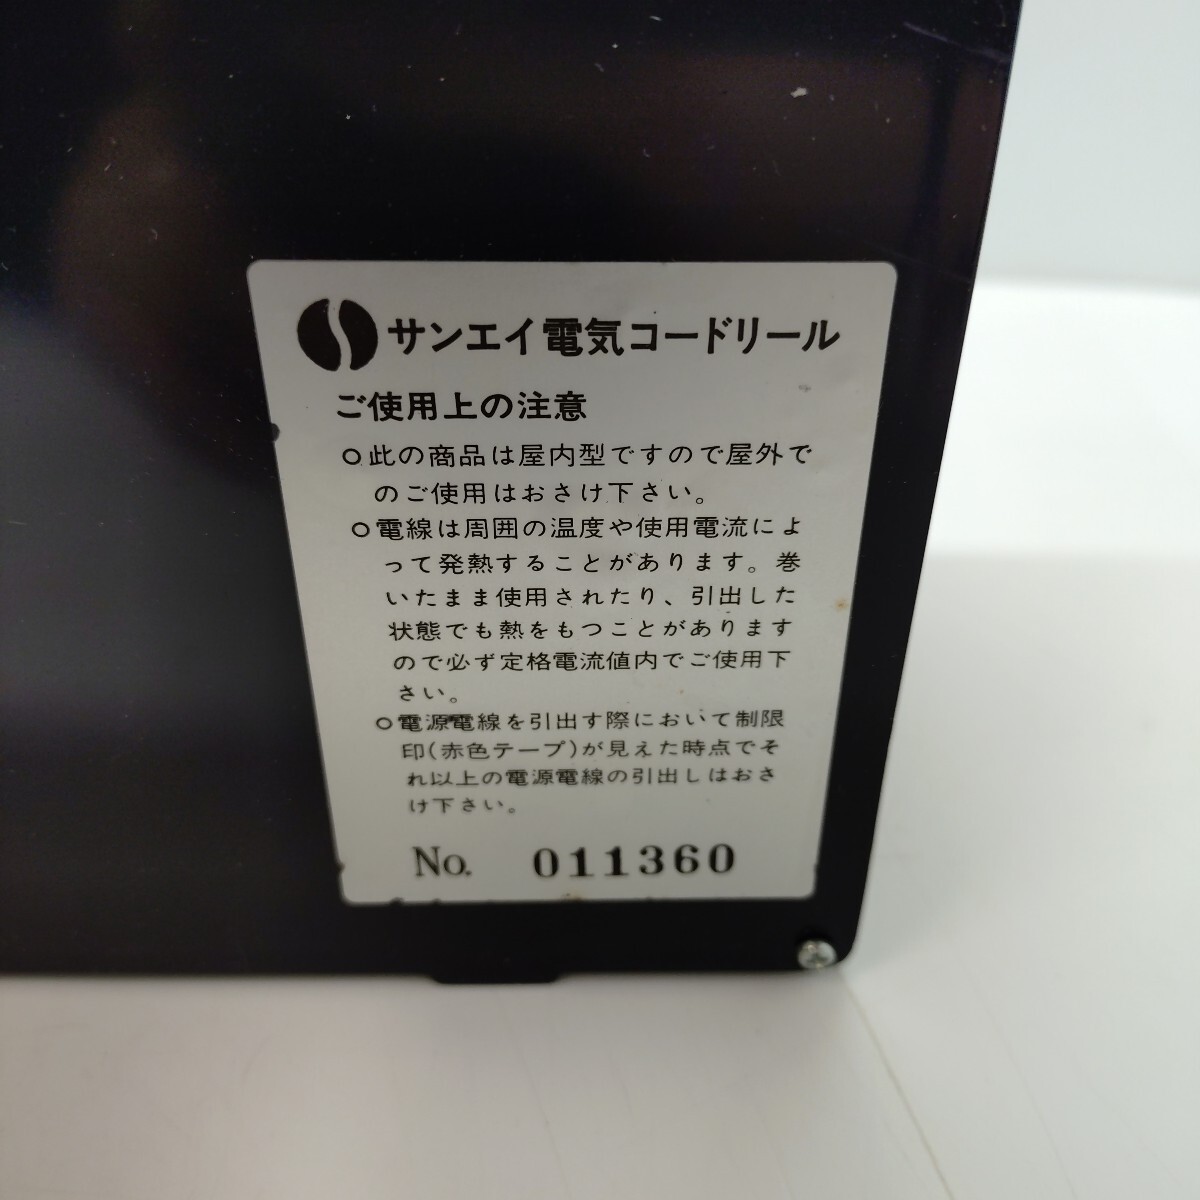 サンエイ電気コードリール
ご使用上の注意
○此の商品は屋内型ですので屋外で
のご使用はおさけ下さい。
○電線は周囲の温度や使用電流によ
って発熱することがあります。巻
いたまま使用されたり、引出した
状態でも熱をもつことがあります
ので必ず定格電流値内でご使用下
さい。
○電源電線を引出す際において制限
印(赤色テープ)が見えた時点でそ
れ以上の電源電線の引出しはおさ
け下さい。
No. 011360